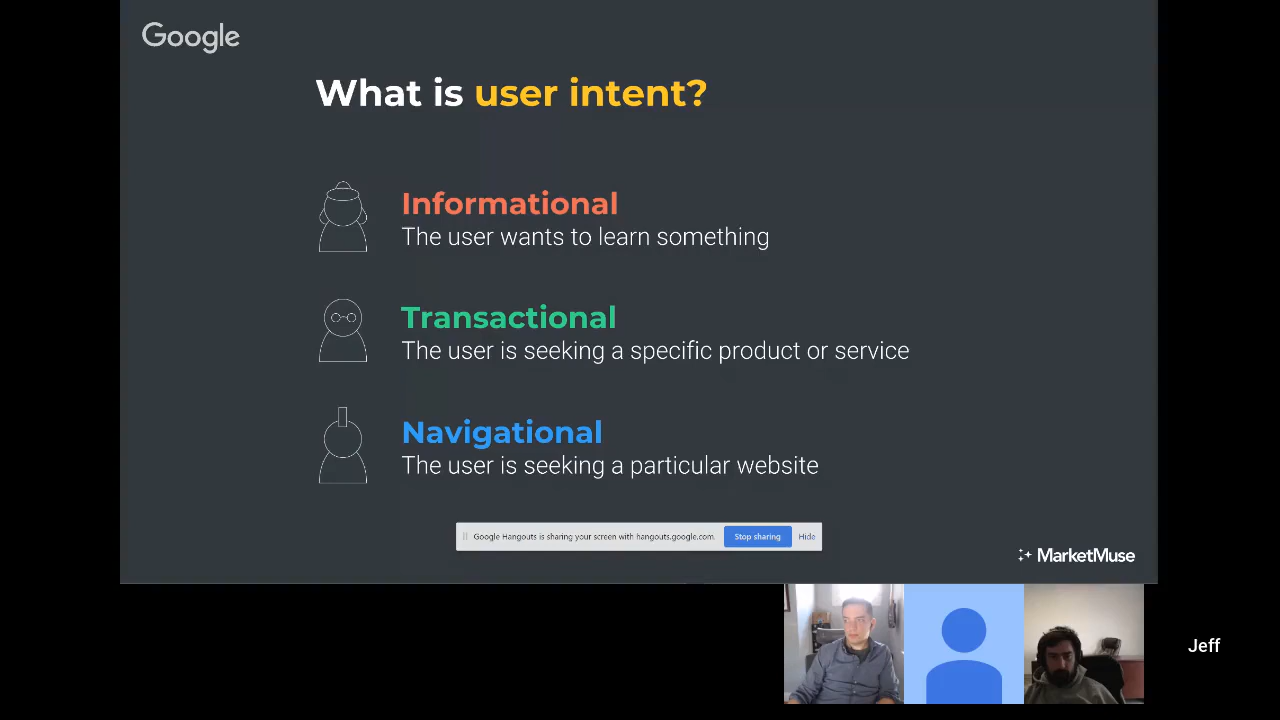 Google
What is user intent?
Informational
The user wants to learn something
Transactional
The user is seeking a specific product or service
Navigational
The user is seeking a particular website
Google Hangouts is sharing your screen with hangouts.google.com. Stop sharing Hide
MarketMuse
Jeff